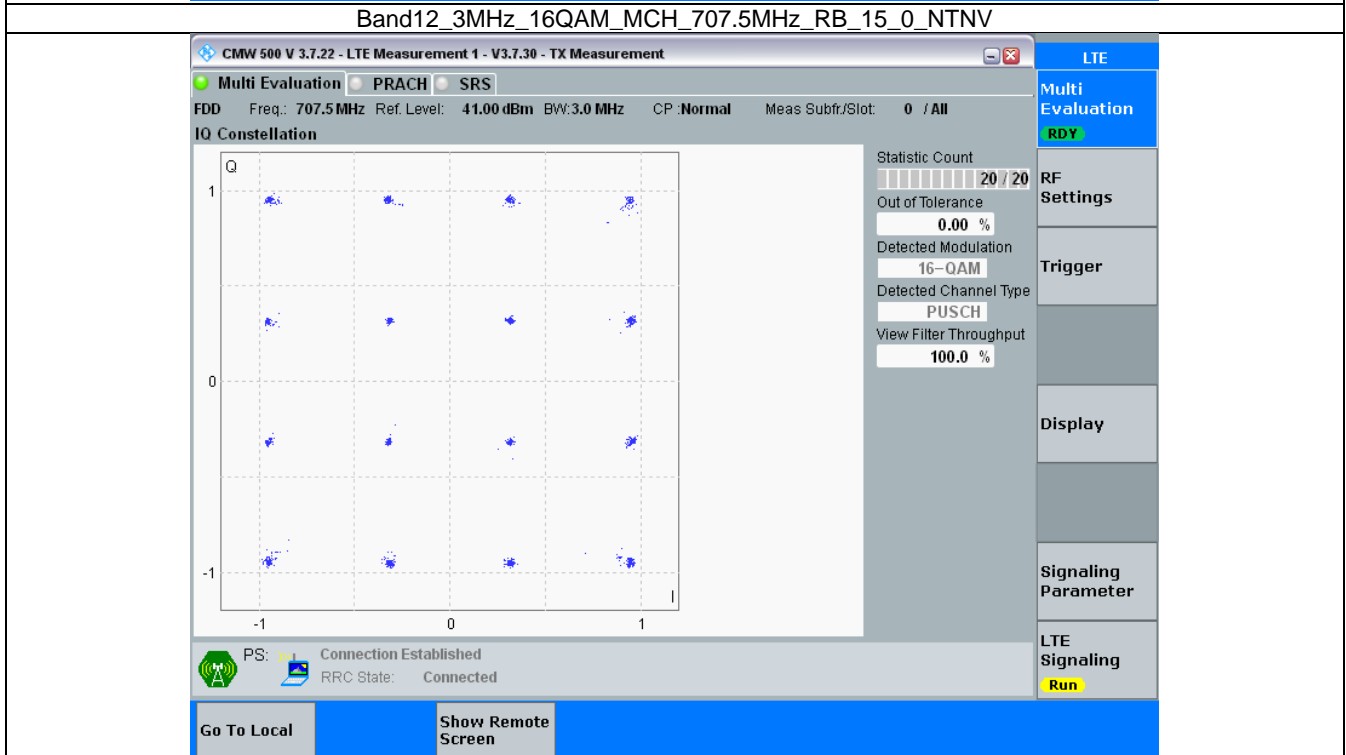 Band12_3MHz_16QAM_MCH_707.5MHz_RB_15_0_NTNV
CMW 500 V 3.7.22 - LTE Measurement 1 - V3.7.30 - TX Measurement
LTE
Multi Evaluation PRACH SRS
Multi
Evaluation
RDY
FDD Freq.: 707.5 MHz Ref. Level: 41.00 dBm BW:3.0 MHz CP :Normal Meas Subfr./Slot: 0 / All
IQ Constellation
Q
1
0
-1
I
-1 0 1
Statistic Count
20 / 20
Out of Tolerance
0.00 %
Detected Modulation
16-QAM
Detected Channel Type
PUSCH
View Filter Throughput
100.0 %
RF
Settings
Trigger
Display
Signaling
Parameter
LTE
Signaling
Run
PS: Connection Established
RRC State: Connected
Go To Local
Show Remote
Screen